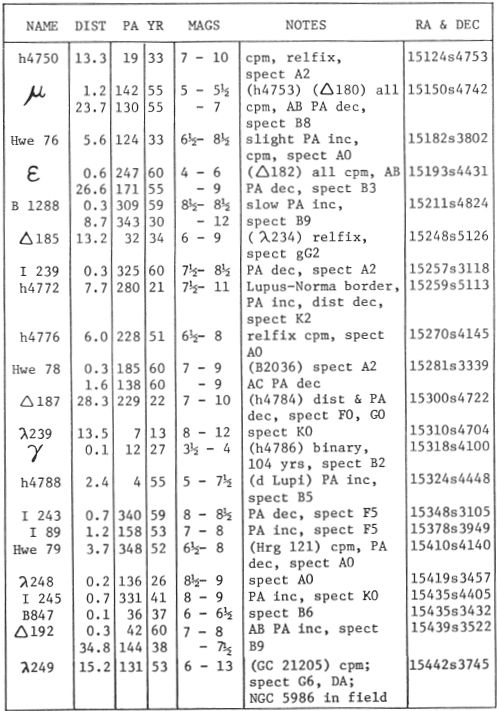 NAME DIST PA YR MAGS NOTES RA & DEC
h4750 13.3 19 33 7 - 10 cpm, relfix, 15124s4753
spect A2
μ 1.2 142 55 5 - 5½ (h4753) (△180) all 15150s4742
23.7 130 55 - 7 cpm, AB PA dec,
spect B8
Hwe 76 5.6 124 33 6½- 8½ slight PA inc, 15182s3802
cpm, spect A0
ε 0.6 247 60 4 - 6 (△182) all cpm, AB 15193s4431
26.6 171 55 - 9 PA dec, spect B3
B 1288 0.3 309 59 8½- 8½ slow PA inc, 15211s4824
8.7 343 30 - 12 spect B9
△185 13.2 32 34 6 - 9 (λ234) relfix, 15248s5126
spect gG2
I 239 0.3 325 60 7½- 8½ PA dec, spect A2 15257s3118
h4772 7.7 280 21 7½- 11 Lupus-Norma border, 15259s5113
PA inc, dist dec,
spect K2
h4776 6.0 228 51 6½- 8 relfix cpm, spect 15270s4145
A0
Hwe 78 0.3 185 60 7 - 9 (B2036) spect A2 15281s3339
1.6 138 60 - 9 AC PA dec
△187 28.3 229 22 7 - 10 (h4784) dist & PA 15300s4722
dec, spect F0, G0
λ239 13.5 7 13 8 - 12 spect K0 15310s4704
γ 0.1 12 27 3½ - 4 (h4786) binary, 15318s4100
104 yrs, spect B2
h4788 2.4 4 55 5 - 7½ (d Lupi) PA inc, 15324s4448
spect B5
I 243 0.7 340 59 8 - 8½ PA dec, spect F5 15348s3105
I 89 1.2 158 53 7 - 8 PA inc, spect F5 15378s3949
Hwe 79 3.7 348 52 6½- 8 (Hrg 121) cpm, PA 15410s4140
dec, spect A0
λ248 0.2 136 26 8½- 9 spect A0 15419s3457
I 245 0.7 331 41 8 - 9 PA inc, spect K0 15435s4405
B847 0.1 36 37 6 - 6½ spect B6 15435s3432
△192 0.3 42 60 7 - 8 AB PA inc, spect 15439s3522
34.8 144 38 - 7½ B9
λ249 15.2 131 53 6 - 13 (GC 21205) cpm; 15442s3745
spect G6, DA;
NGC 5986 in field